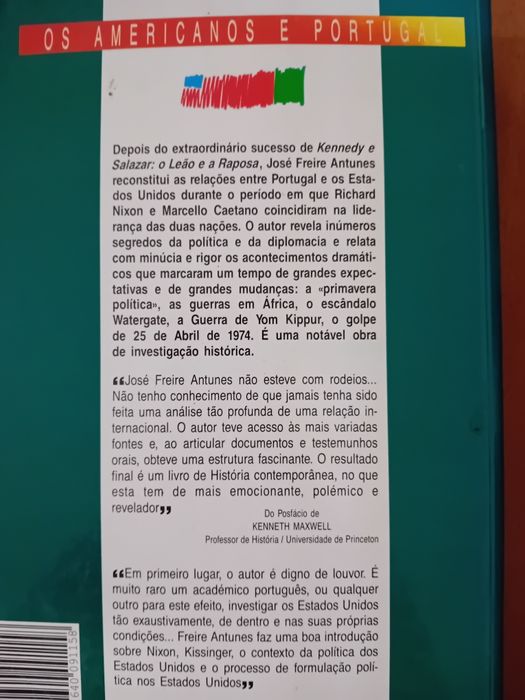 OS AMERICANOS E PORTUGAL
Depois do extraordinário sucesso de Kennedy e
Salazar: o Leão e a Raposa, José Freire Antunes
reconstitui as relações entre Portugal e os Esta-
dos Unidos durante o período em que Richard
Nixon e Marcello Caetano coincidiram na lide-
rança das duas nações. O autor revela inúmeros
segredos da política e da diplomacia e relata
com minúcia e rigor os acontecimentos dramáti-
cos que marcaram um tempo de grandes expec-
tativas e de grandes mudanças: a «primavera
política», as guerras em África, o escândalo
Watergate, a Guerra de Yom Kippur, o golpe
de 25 de Abril de 1974. É uma notável obra
de investigação histórica.
“José Freire Antunes não esteve com rodeios...
Não tenho conhecimento de que jamais tenha sido
feita uma análise tão profunda de uma relação in-
ternacional. O autor teve acesso às mais variadas
fontes e, ao articular documentos e testemunhos
orais, obteve uma estrutura fascinante. O resultado
final é um livro de História contemporânea, no que
esta tem de mais emocionante, polémico e
revelador”
Do Posfácio de
KENNETH MAXWELL
Professor de História / Universidade de Princeton
“Em primeiro lugar, o autor é digno de louvor. É
muito raro um académico português, ou qualquer
outro para este efeito, investigar os Estados Unidos
tão exaustivamente, de dentro e nas suas próprias
condições... Freire Antunes faz uma boa introdução
sobre Nixon, Kissinger, o contexto da política dos
Estados Unidos e o processo de formulação polí-
tica nos Estados Unidos”
640 091158